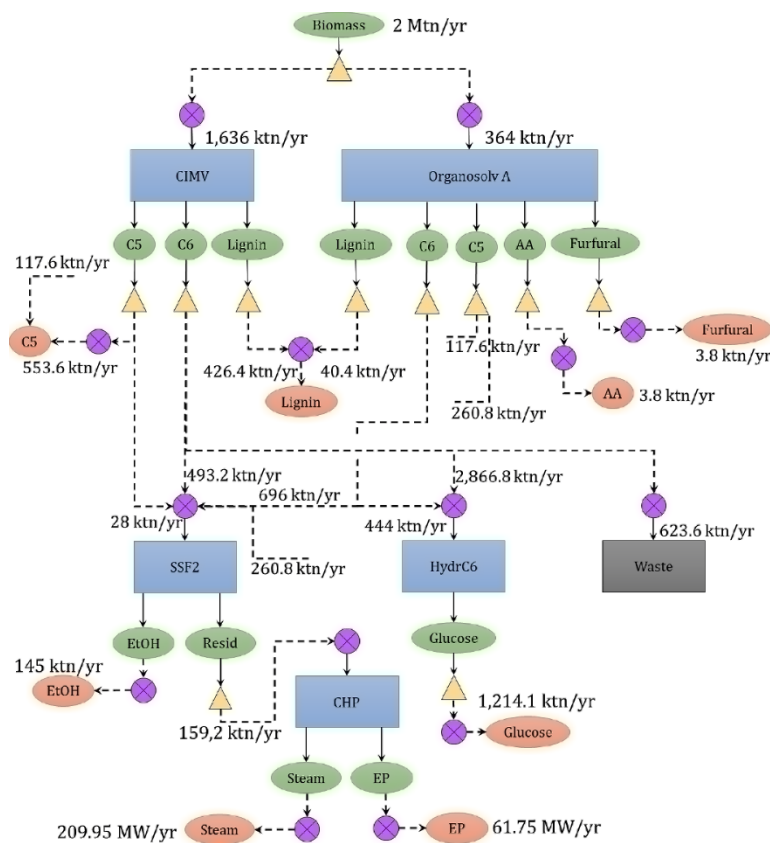 Biomass 2 Mtn/yr
1,636 ktn/yr 364 ktn/yr
CIMV Organosolv A
C5 C6 Lignin Lignin C6 C5 AA Furfural
117.6 ktn/yr
C5 117.6 ktn/yr Furfural
553.6 ktn/yr 426.4 ktn/yr 40.4 ktn/yr 3.8 ktn/yr
Lignin 260.8 ktn/yr AA 3.8 ktn/yr
493.2 ktn/yr 2,866.8 ktn/yr
696 ktn/yr
28 ktn/yr 444 ktn/yr 623.6 ktn/yr
SSF2 260.8 ktn/yr HydrC6 Waste
EtOH Resid Glucose
145 ktn/yr
EtOH CHP 1,214.1 ktn/yr
159,2 ktn/yr Glucose
Steam EP
209.95 MW/yr Steam EP 61.75 MW/yr